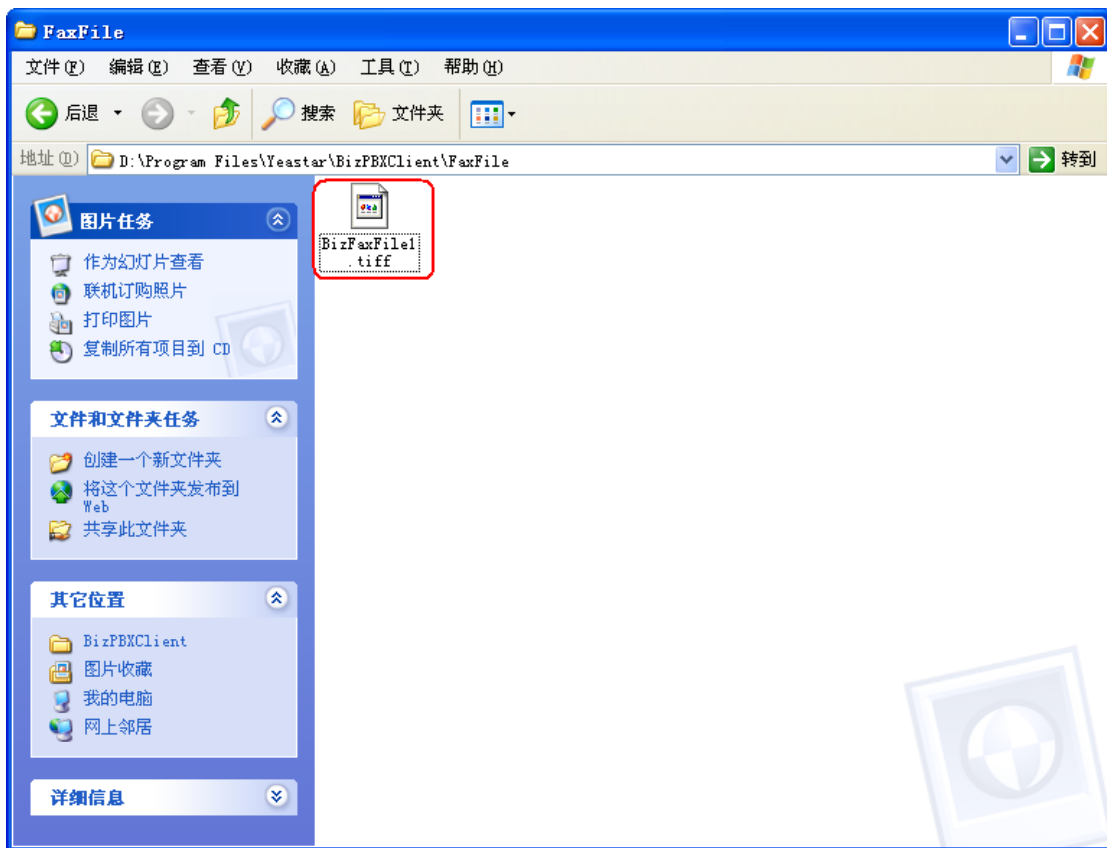 FaxFile
文件(F) 编辑(E) 查看(V) 收藏(A) 工具(T) 帮助(H)
后退 搜索 文件夹
地址(D) D:\Program Files\Yeastar\BizPBXClient\FaxFile 转到
图片任务
作为幻灯片查看
联机订购照片
打印图片
复制所有项目到 CD
BizFaxFile1
.tiff
文件和文件夹任务
创建一个新文件夹
将这个文件夹发布到
Web
共享此文件夹
其它位置
BizPBXClient
图片收藏
我的电脑
网上邻居
详细信息